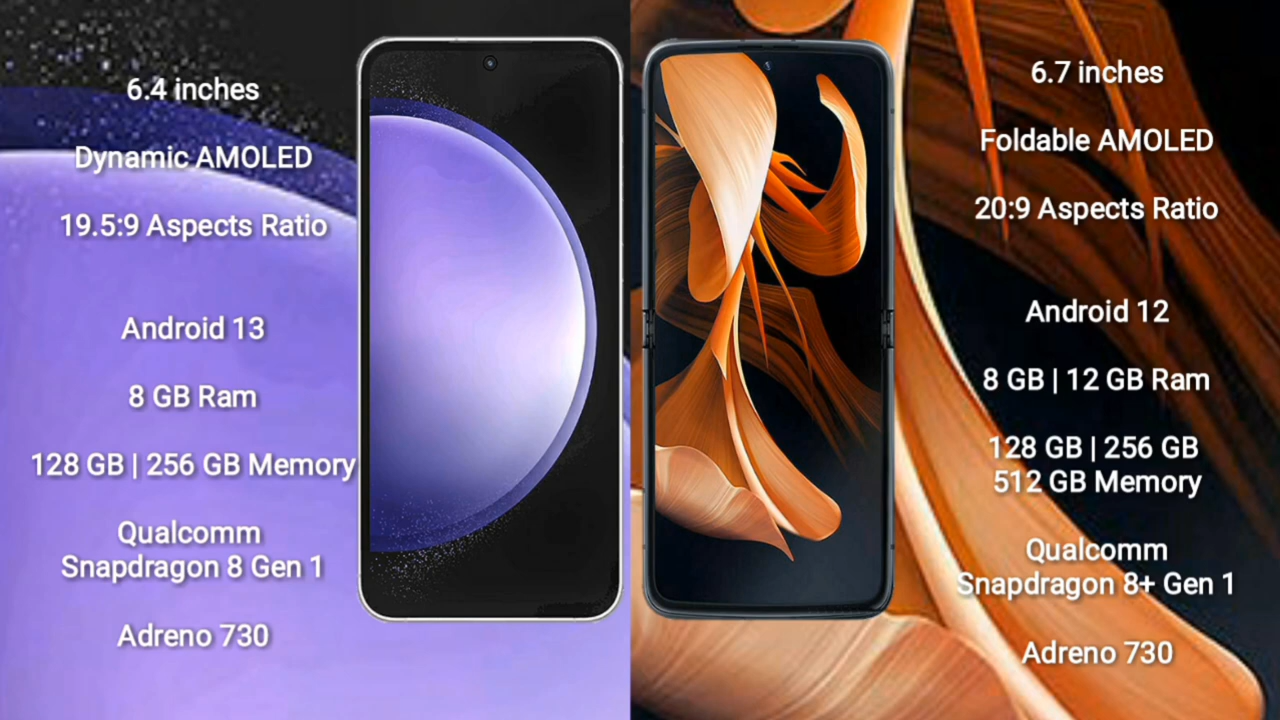 6.4 inches
Dynamic AMOLED
19.5:9 Aspects Ratio
Android 13
8 GB Ram
128 GB | 256 GB Memory
Qualcomm
Snapdragon 8 Gen 1
Adreno 730
6.7 inches
Foldable AMOLED
20:9 Aspects Ratio
Android 12
8 GB | 12 GB Ram
128 GB | 256 GB
512 GB Memory
Qualcomm
Snapdragon 8+ Gen 1
Adreno 730